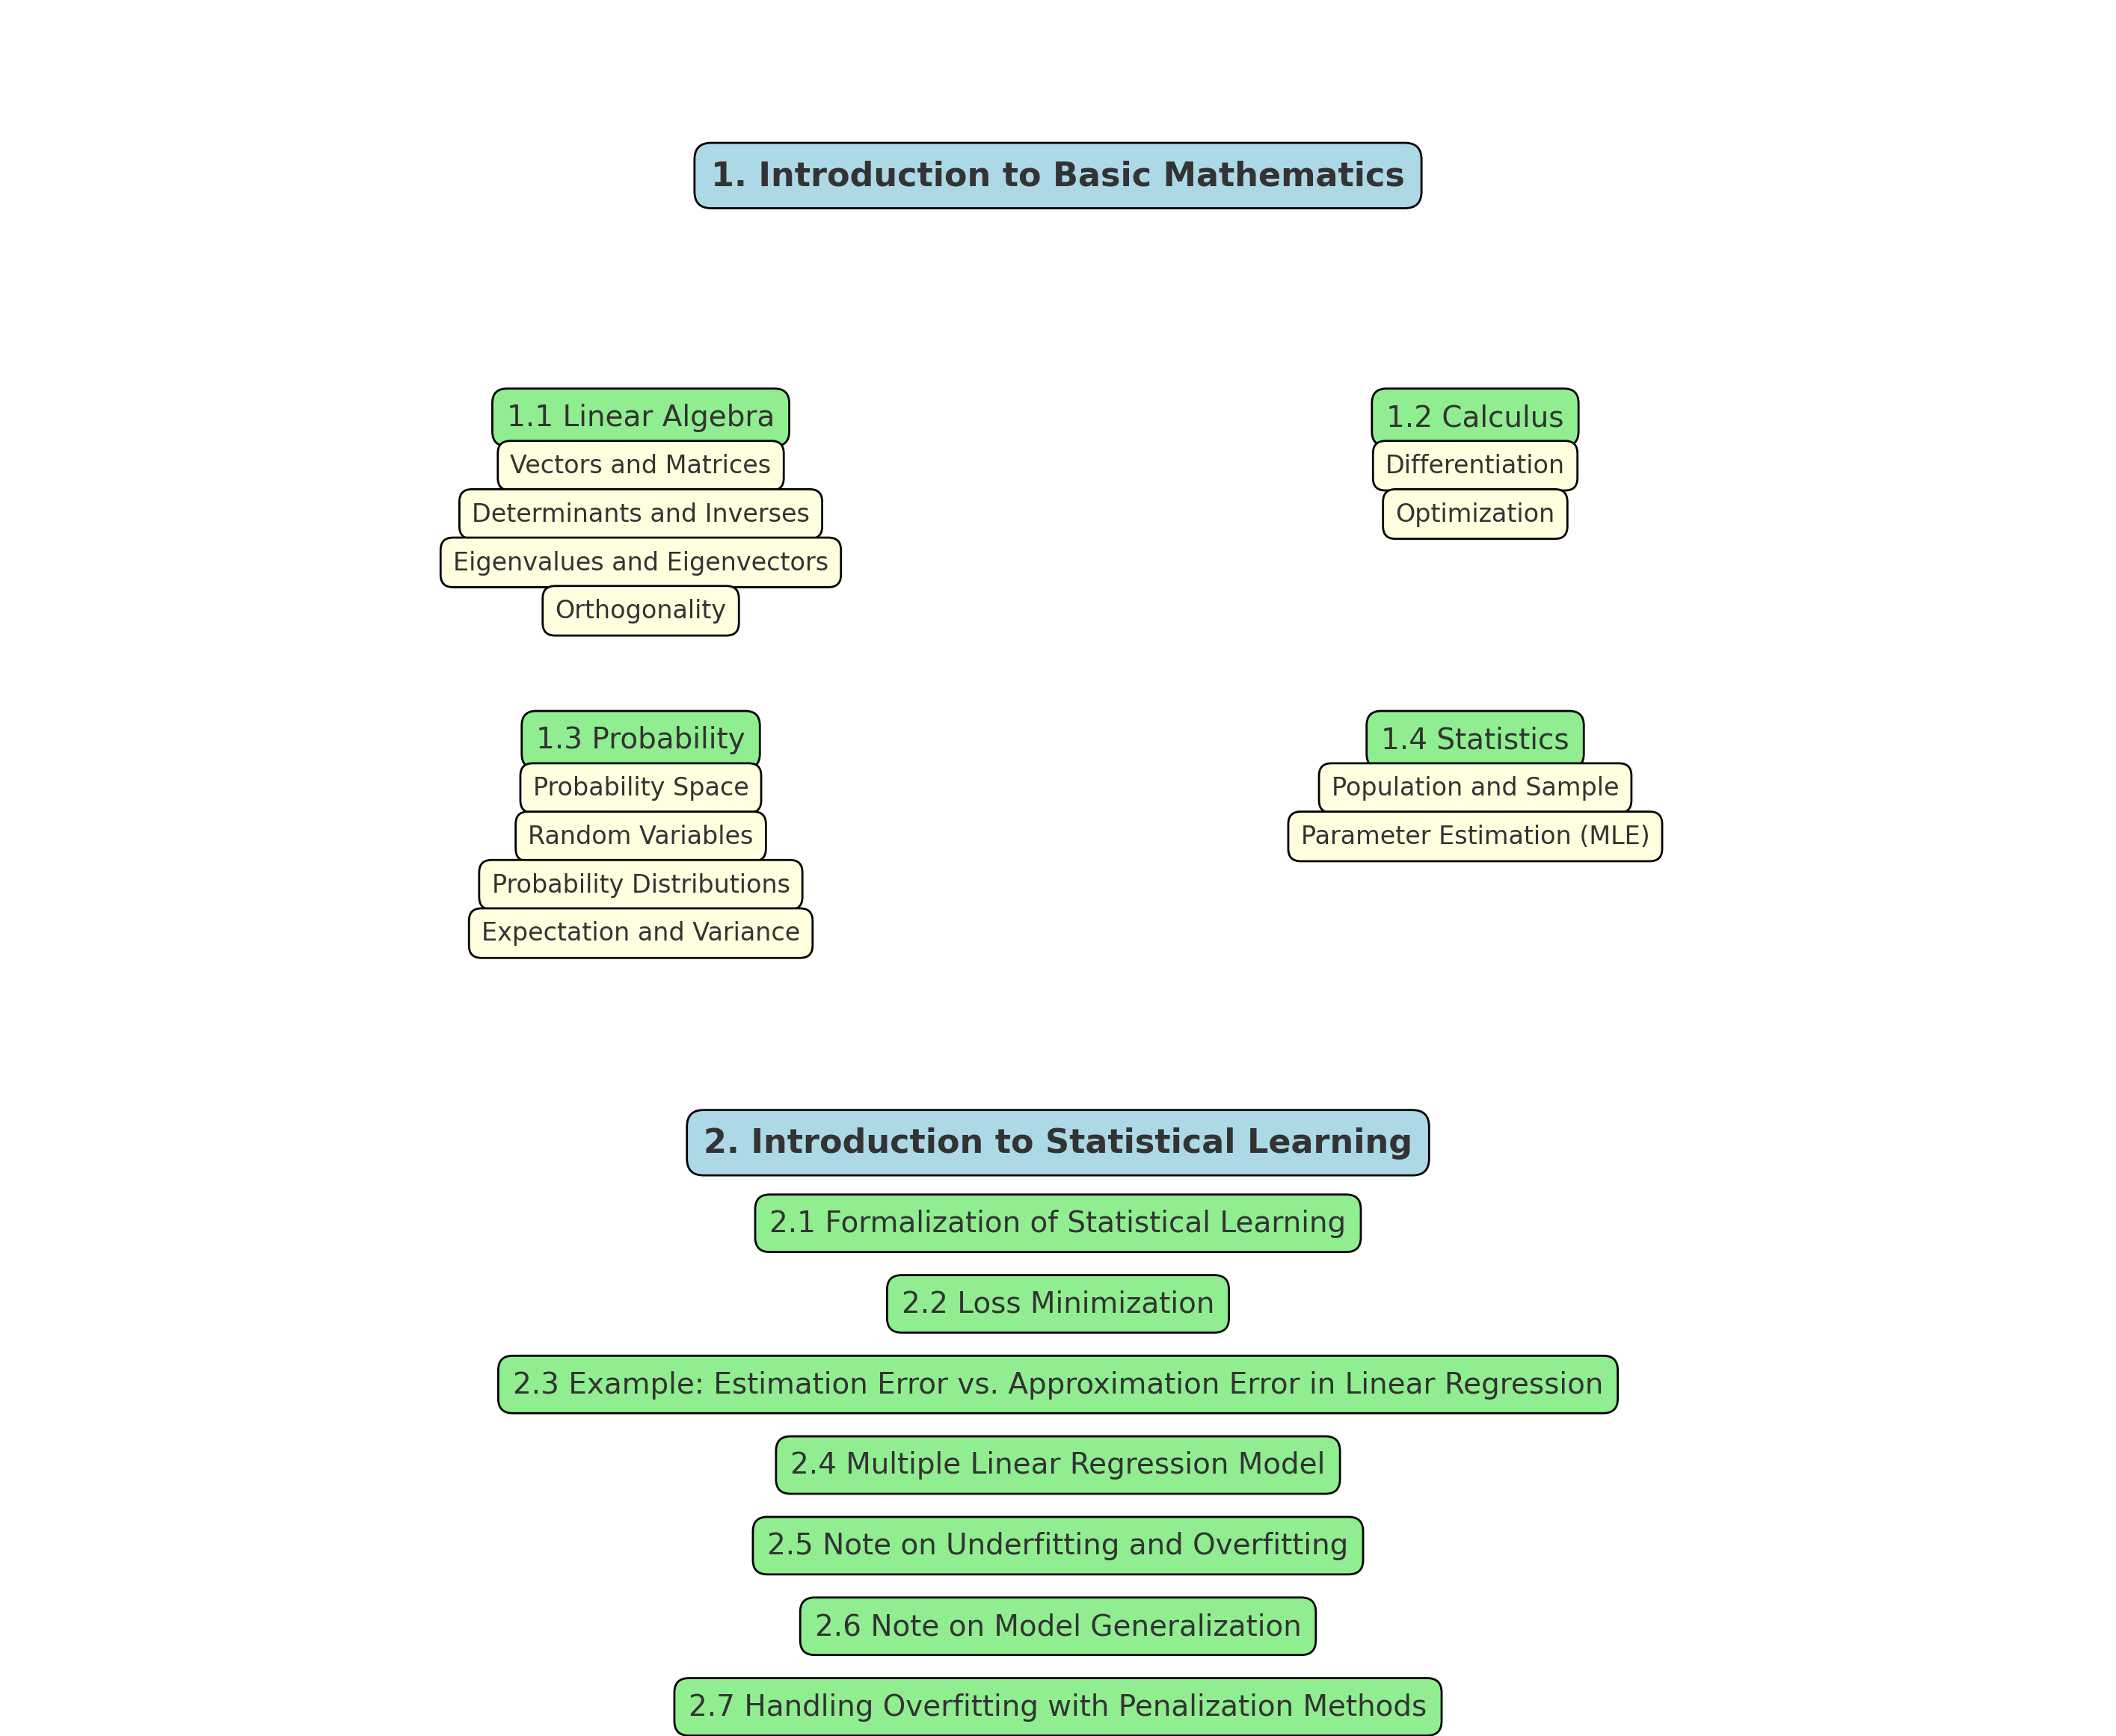 1. Introduction to Basic Mathematics
1.1 Linear Algebra
Vectors and Matrices
Determinants and Inverses
Eigenvalues and Eigenvectors
Orthogonality
1.2 Calculus
Differentiation
Optimization
1.3 Probability
Probability Space
Random Variables
Probability Distributions
Expectation and Variance
1.4 Statistics
Population and Sample
Parameter Estimation (MLE)
2. Introduction to Statistical Learning
2.1 Formalization of Statistical Learning
2.2 Loss Minimization
2.3 Example: Estimation Error vs. Approximation Error in Linear Regression
2.4 Multiple Linear Regression Model
2.5 Note on Underfitting and Overfitting
2.6 Note on Model Generalization
2.7 Handling Overfitting with Penalization Methods